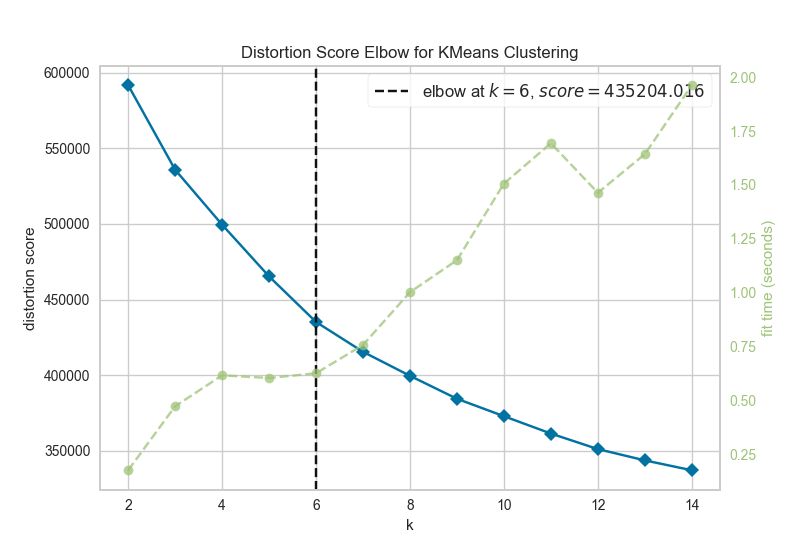 Distortion Score Elbow for KMeans Clustering
elbow at k = 6, score = 435204.016
600000
550000
500000
450000
400000
350000
distortion score
2.00
1.75
1.50
1.25
1.00
0.75
0.50
0.25
fit time (seconds)
2 4 6 8 10 12 14
k